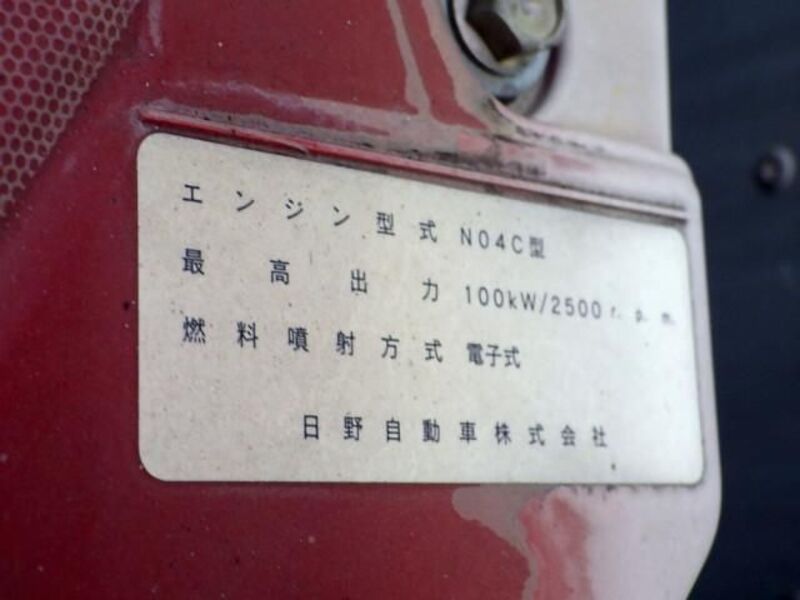 エンジン型式 N04C型
最高出力 100kW/2500 r.p.m.
燃料噴射方式 電子式
日野自動車株式会社